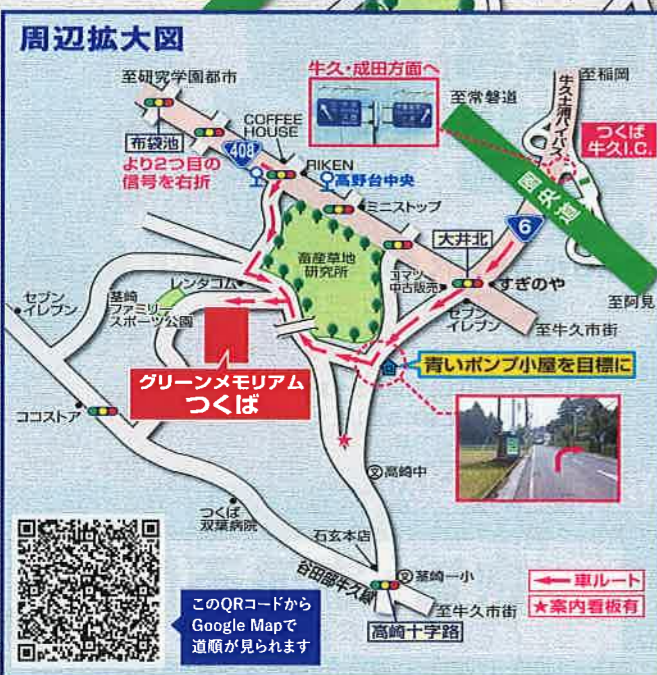 周辺拡大図
至研究学園都市
牛久・成田方面へ
至稲岡
至常磐道
牛久土浦バイパス
つくば
牛久I.C.
圏央道
至阿見
COFFEE
HOUSE
布袋池
より2つ目の
信号を右折
408
RIKEN
高野台中央
ミニストップ
6
大井北
すぎのや
コマツ
中古販売
セブン
イレブン
至牛久市街
畜産草地
研究所
レンタコム
セブン
イレブン
茎崎
ファミリー
スポーツ公園
グリーンメモリアム
つくば
青いポンプ小屋を目標に
ココストア
文高崎中
つくば
双葉病院
石玄本店
谷田部牛久線
文茎崎一小
至牛久市街
高崎十字路
このQRコードから
Google Mapで
道順が見られます
車ルート
★案内看板有